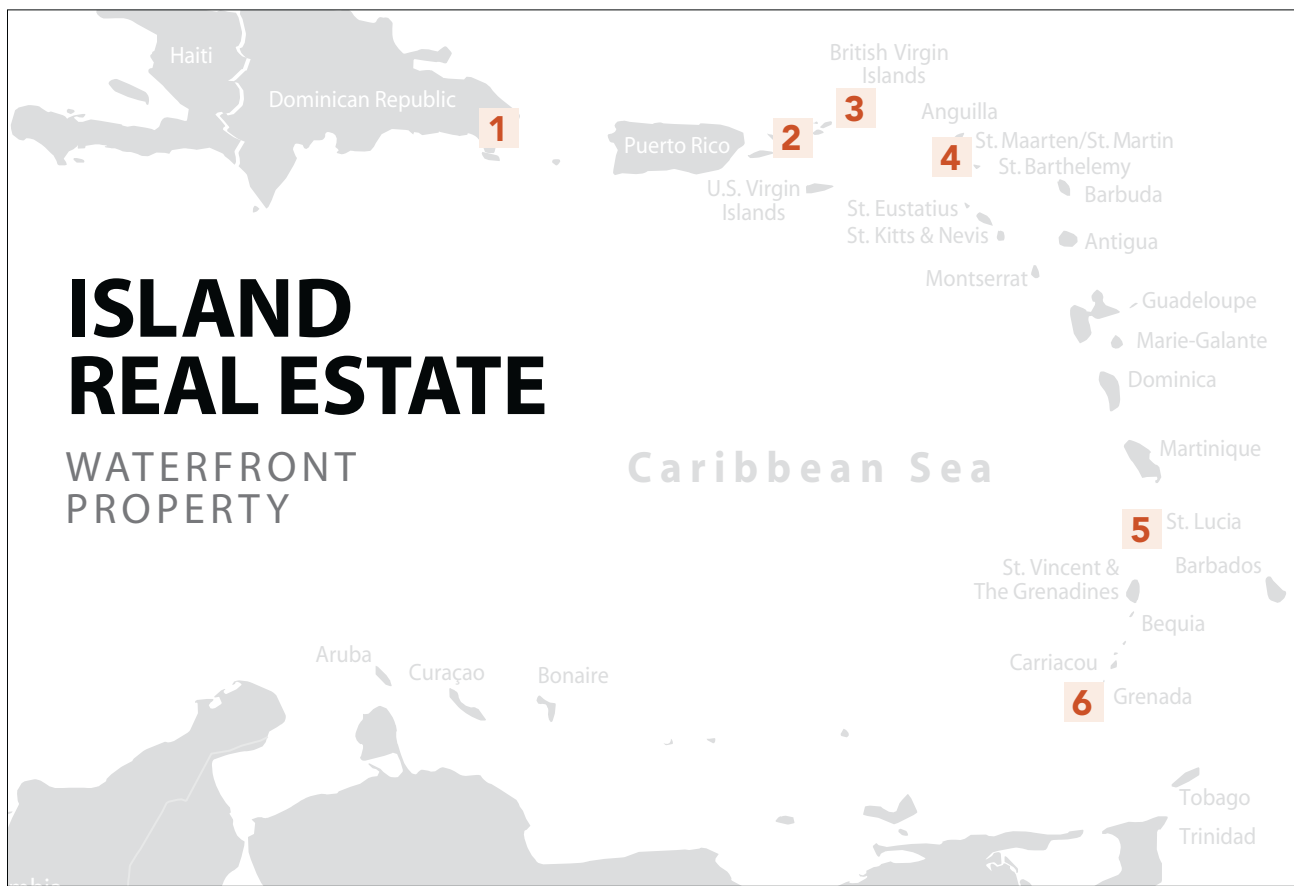 Haiti
Dominican Republic
1
Puerto Rico
2
3
British Virgin
Islands
Anguilla
4
St. Maarten/St. Martin
St. Barthelemy
U.S. Virgin
Islands
St. Eustatius
St. Kitts & Nevis
Barbuda
Antigua
Montserrat
Guadeloupe
Marie-Galante
Dominica
ISLAND
REAL ESTATE
WATERFRONT
PROPERTY
Caribbean Sea
Martinique
5
St. Lucia
St. Vincent &
The Grenadines
Barbados
Bequia
Carriacou
6
Grenada
Aruba
Curaçao
Bonaire
Tobago
Trinidad